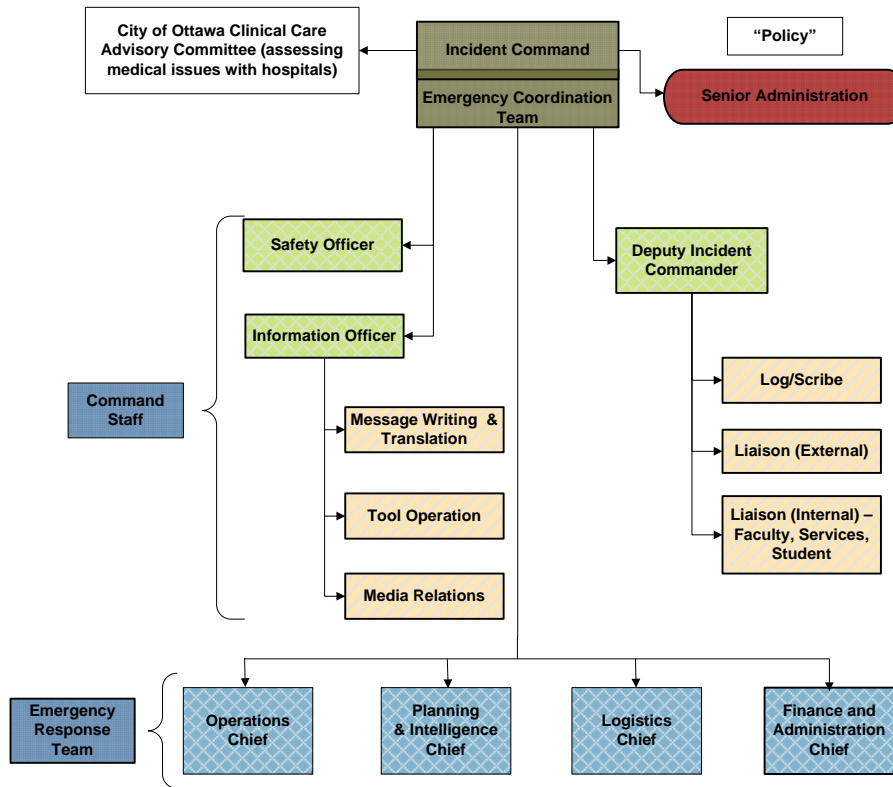 City of Ottawa Clinical Care
Advisory Committee (assessing
medical issues with hospitals)
Incident Command
Emergency Coordination
Team
“Policy”
Senior Administration
Safety Officer
Deputy Incident
Commander
Information Officer
Command
Staff
Message Writing &
Translation
Tool Operation
Media Relations
Log/Scribe
Liaison (External)
Liaison (Internal) –
Faculty, Services,
Student
Emergency
Response
Team
Operations
Chief
Planning
& Intelligence
Chief
Logistics
Chief
Finance and
Administration
Chief